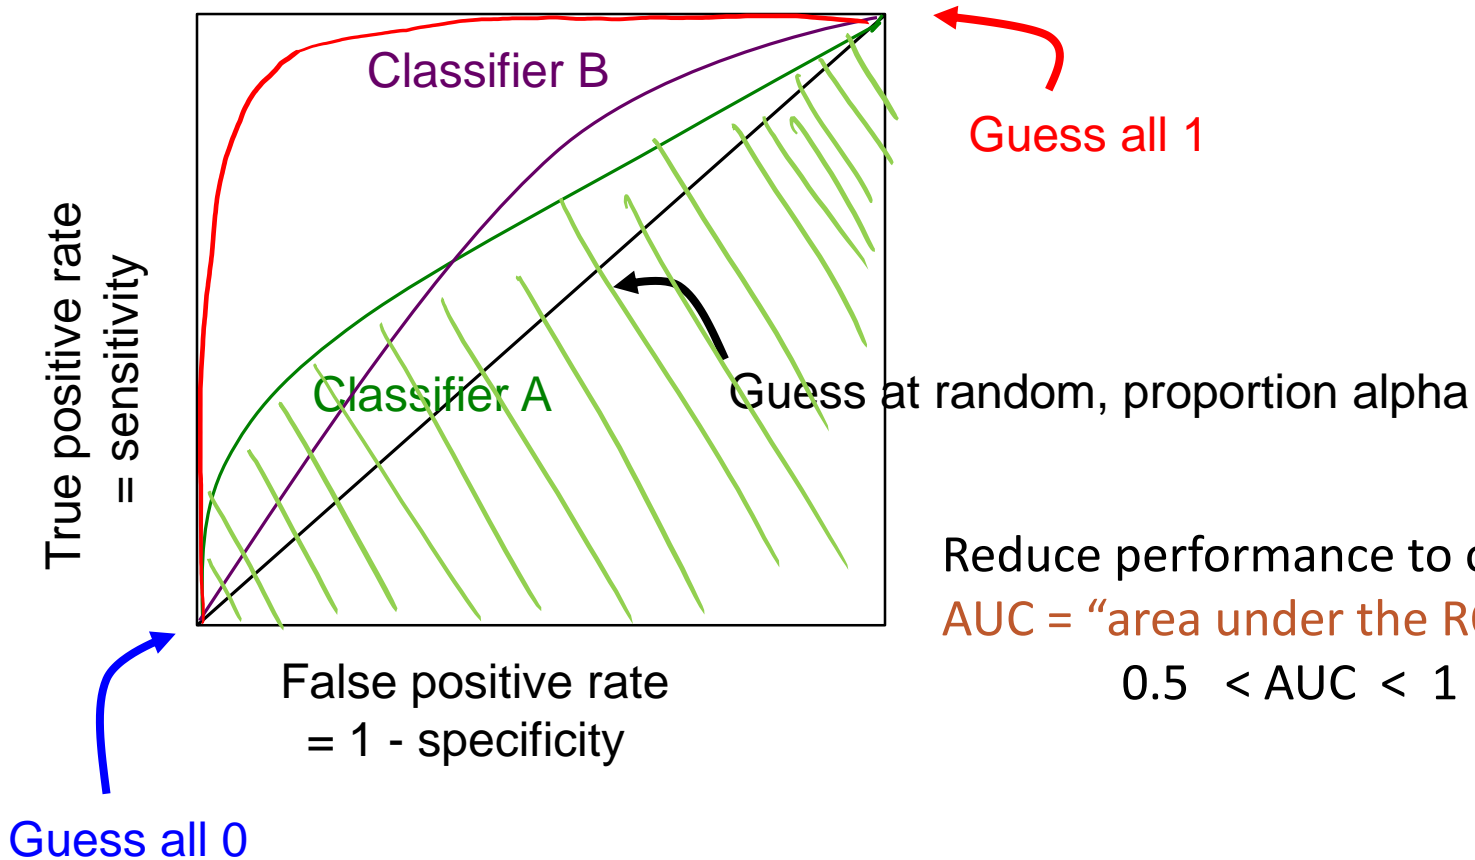 Classifier B
Guess all 1
True positive rate
= sensitivity
Classifier A
Guess at random, proportion alpha
Reduce performance to
AUC = “area under the
0.5 < AUC < 1
False positive rate
= 1 - specificity
Guess all 0